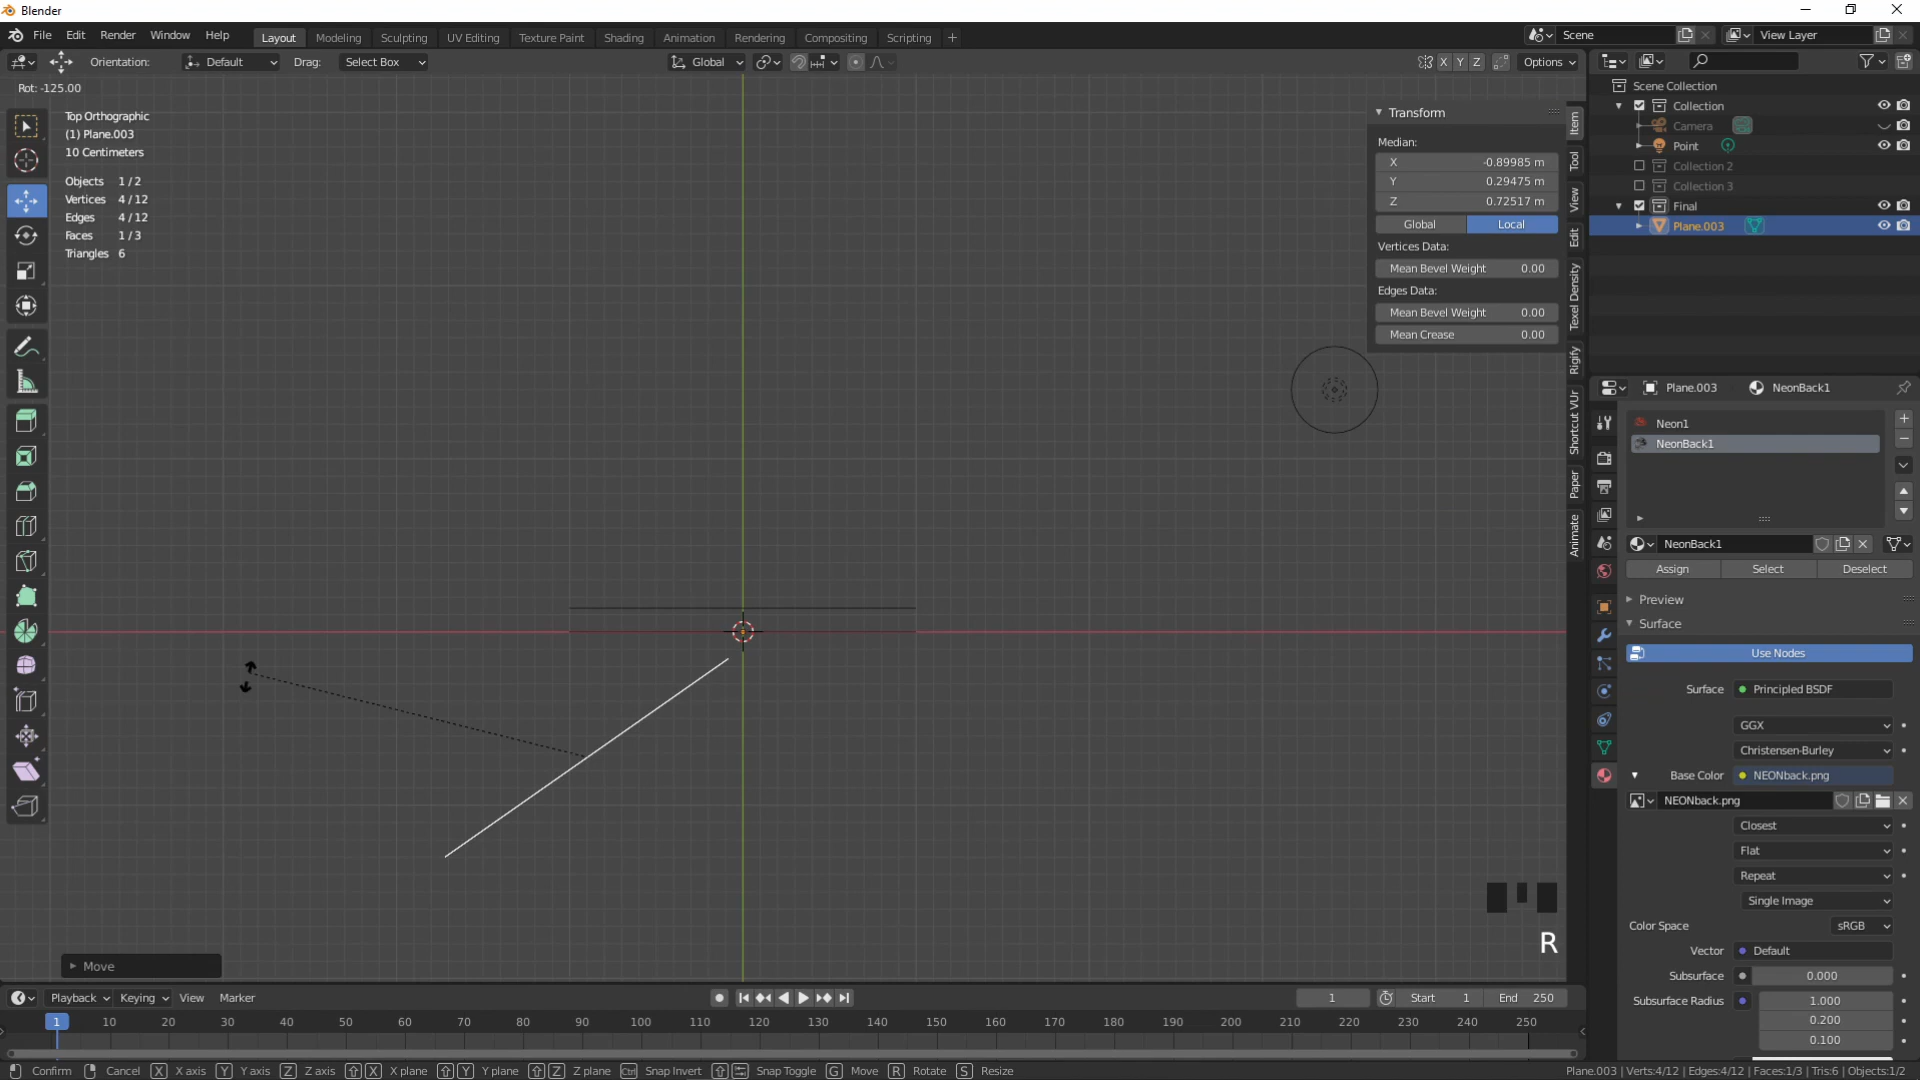 Blender
File Edit Render Window Help
Layout Modeling Sculpting UV Editing Texture Paint Shading Animation Rendering Compositing Scripting +
Scene
View Layer
Orientation: Default Drag: Select Box
Global
X Y Z Options
Rot: -125.00
Top Orthographic
(1) Plane.003
10 Centimeters
Objects 1/2
Vertices 4/12
Edges 4/12
Faces 1/3
Triangles 6
Transform
Median:
X -0.89985 m
Y 0.29475 m
Z 0.72517 m
Global Local
Vertices Data:
Mean Bevel Weight 0.00
Edges Data:
Mean Bevel Weight 0.00
Mean Crease 0.00
Item
Tool
View
Edit
Texel Density
Rigify
Shortcut VUr
Paper
Animate
Scene Collection
Collection
Camera
Point
Collection 2
Collection 3
Final
Plane.003
Plane.003 NeonBack1
Neon1
NeonBack1
NeonBack1
Assign Select Deselect
Preview
Surface
Use Nodes
Surface Principled BSDF
GGX
Christensen-Burley
Base Color NEONback.png
NEONback.png
Closest
Flat
Repeat
Single Image
Color Space sRGB
Vector Default
Subsurface 0.000
Subsurface Radius 1.000
0.200
0.100
R
Move
Playback Keying View Marker
1 Start 1 End 250
1 10 20 30 40 50 60 70 80 90 100 110 120 130 140 150 160 170 180 190 200 210 220 230 240 250
Confirm Cancel X X axis Y Y axis Z Z axis X X plane Y Y plane Z Z plane Ctrl Snap Invert Snap Toggle G Move R Rotate S Resize
Plane.003 | Verts:4/12 | Edges:4/12 | Faces:1/3 | Tris:6 | Objects:1/2